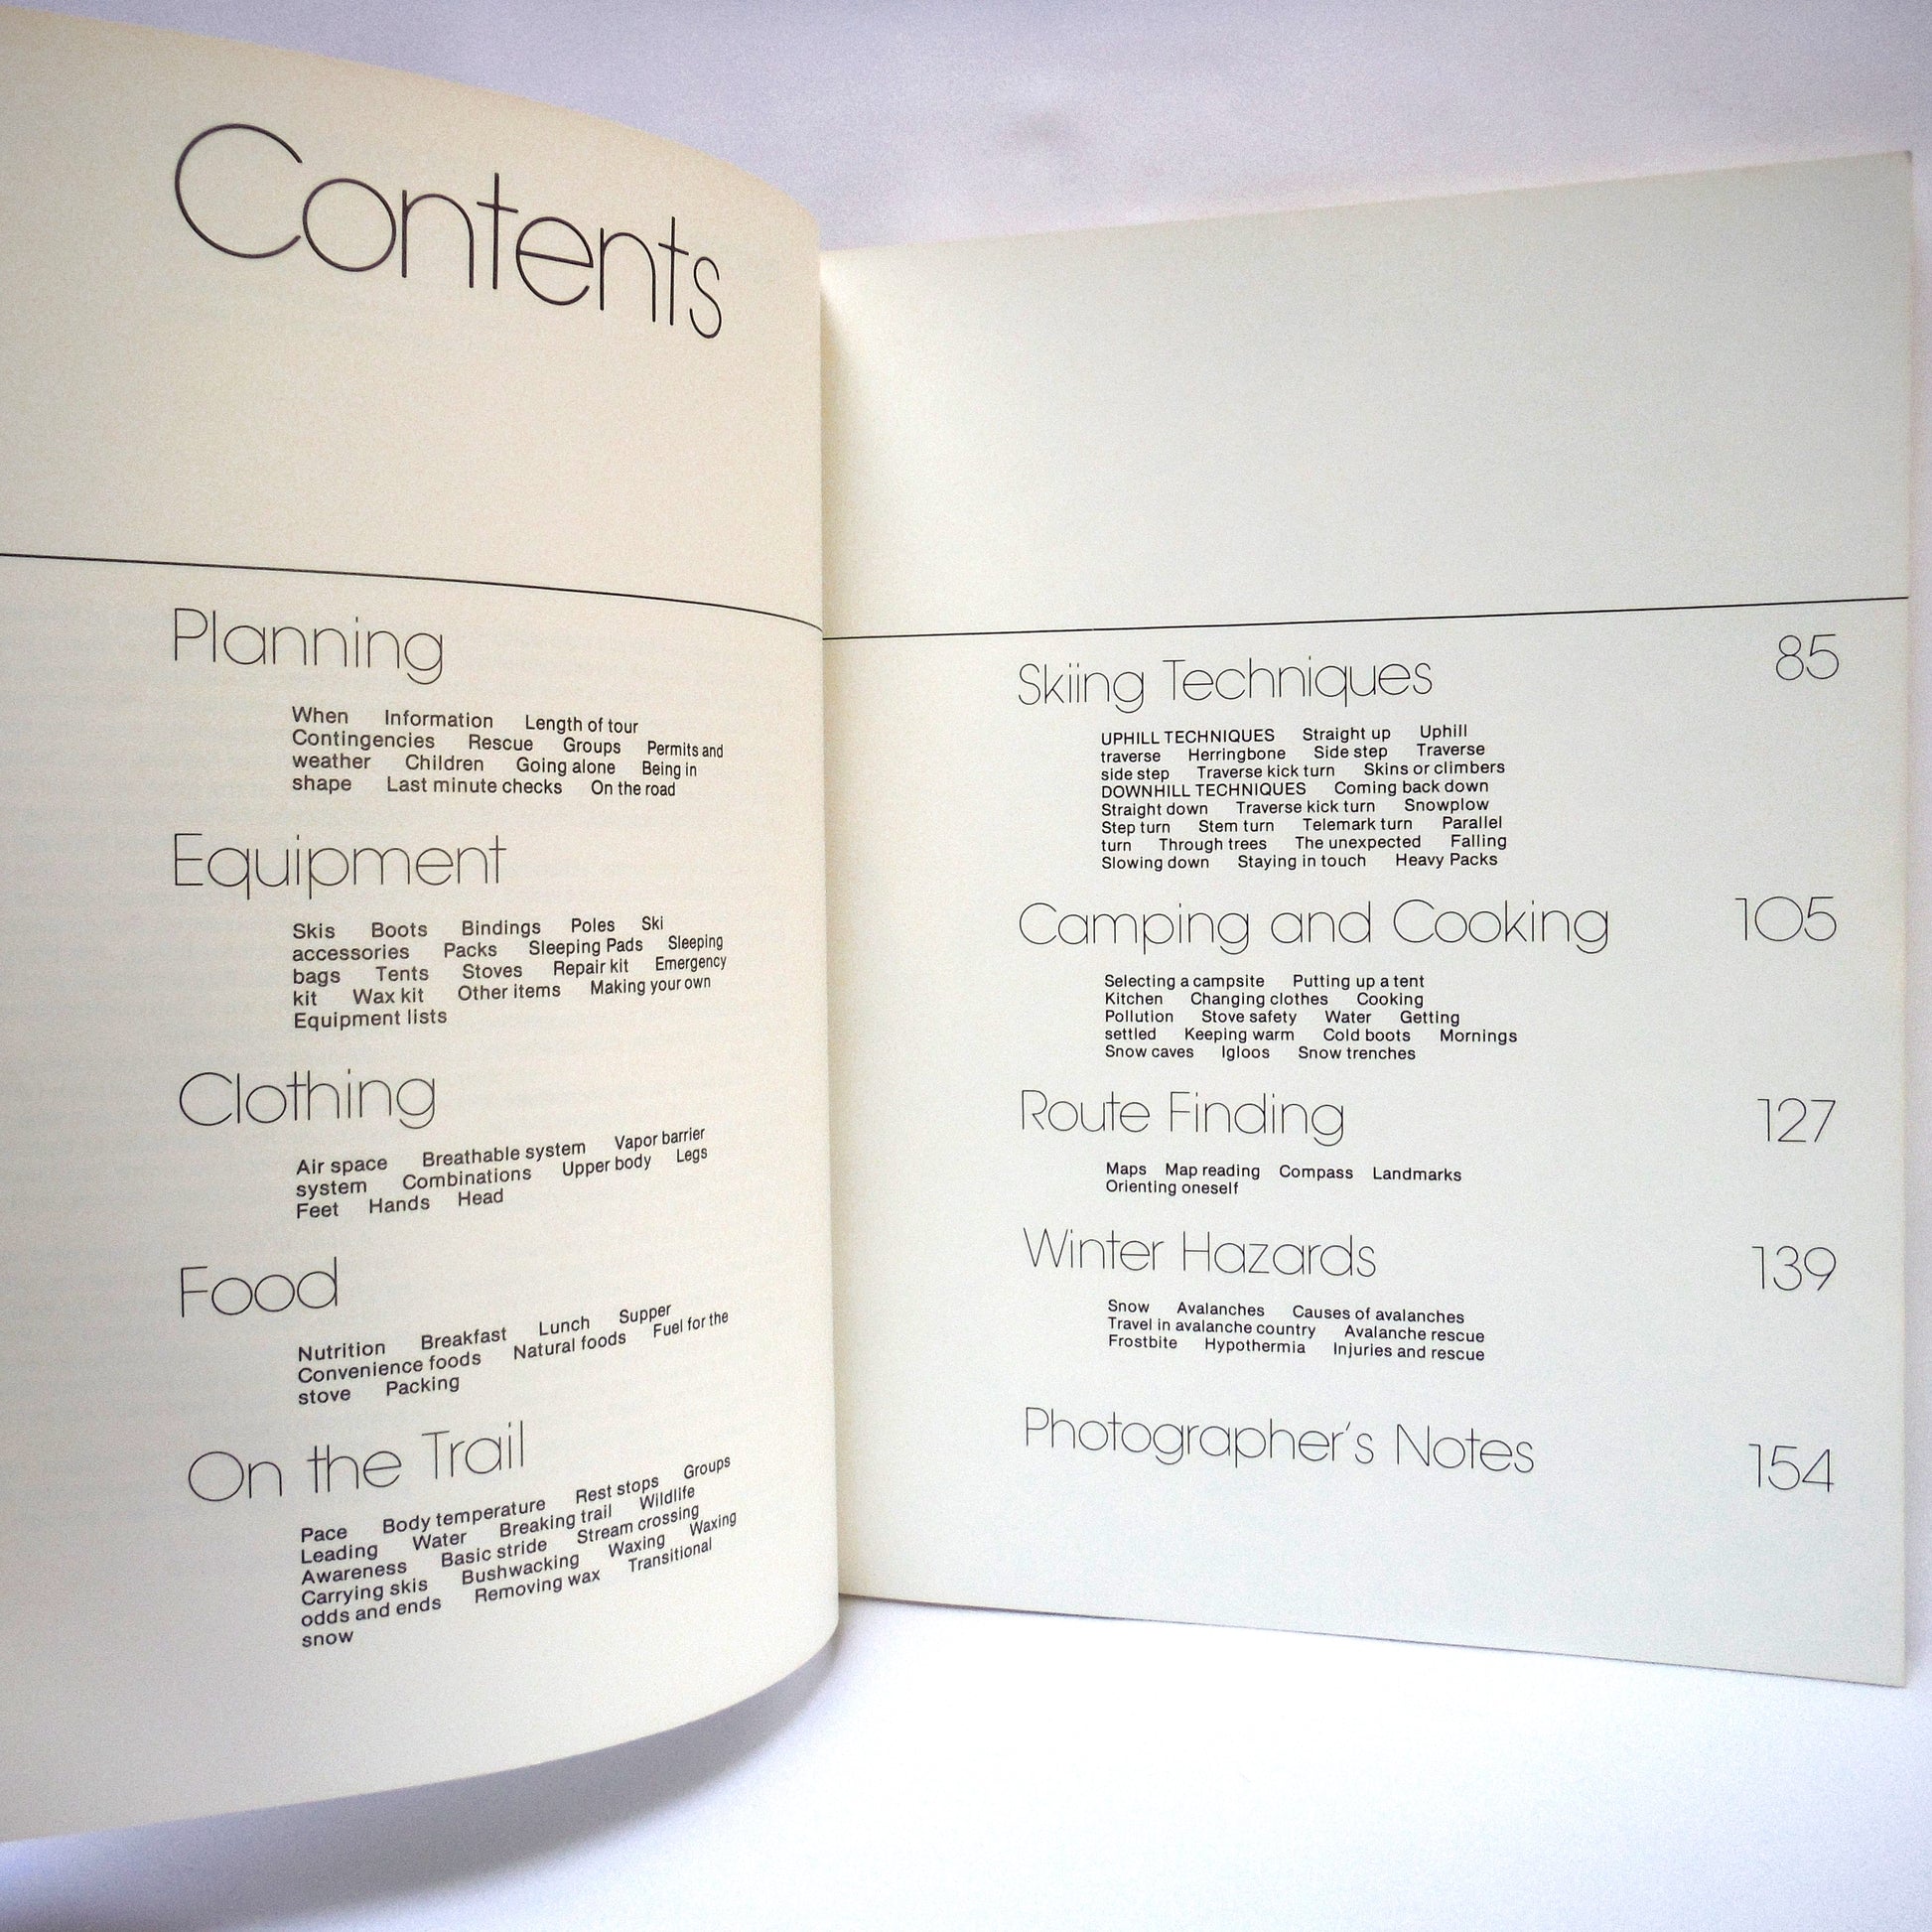 Contents
Planning
When Information Length of tour
Contingencies Rescue Groups Permits and
weather Children Going alone Being in
shape Last minute checks On the road
Equipment
Skis Boots Bindings Poles Ski
accessories Packs Sleeping Pads Sleeping
bags Tents Stoves Repair kit Emergency
kit Wax kit Other items Making your own
Equipment lists
Clothing
Air space Breathable system Vapor barrier
system Combinations Upper body Legs
Feet Hands Head
Food
Nutrition Breakfast Lunch Supper
Convenience foods Natural foods Fuel for the
stove Packing
On the Trail
Pace Body temperature Rest stops Groups
Leading Water Breaking trail Wildlife
Awareness Basic stride Stream crossing
Carrying skis Bushwacking Waxing Waxing
odds and ends Removing wax Transitional
snow
Skiing Techniques 85
UPHILL TECHNIQUES Straight up Uphill
traverse Herringbone Side step Traverse
side step Traverse kick turn Skins or climbers
DOWNHILL TECHNIQUES Coming back down
Straight down Traverse kick turn Snowplow
Step turn Stem turn Telemark turn Parallel
turn Through trees The unexpected Falling
Slowing down Staying in touch Heavy Packs
Camping and Cooking 105
Selecting a campsite Putting up a tent
Kitchen Changing clothes Cooking
Pollution Stove safety Water Getting
settled Keeping warm Cold boots Mornings
Snow caves Igloos Snow trenches
Route Finding 127
Maps Map reading Compass Landmarks
Orienting oneself
Winter Hazards 139
Snow Avalanches Causes of avalanches
Travel in avalanche country Avalanche rescue
Frostbite Hypothermia Injuries and rescue
Photographer's Notes 154